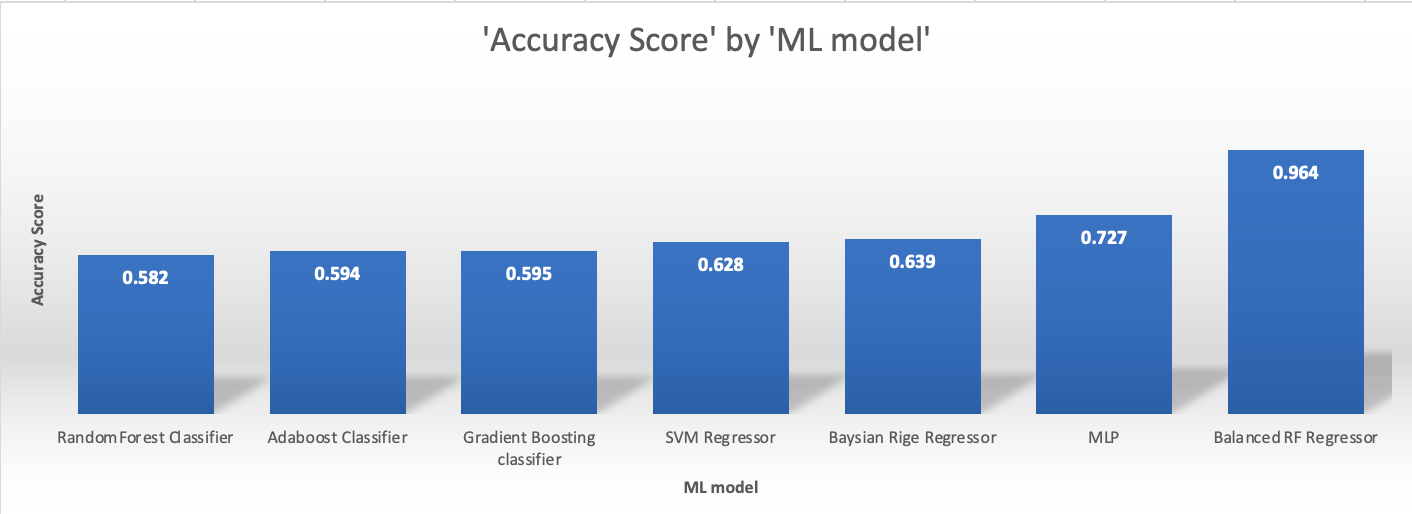 'Accuracy Score' by 'ML model'
Accuracy Score
0.582
0.594
0.595
0.628
0.639
0.727
0.964
Random Forest Classifier
Adaboost Classifier
Gradient Boosting
classifier
SVM Regressor
Baysian Rige Regressor
MLP
Balanced RF Regressor
ML model